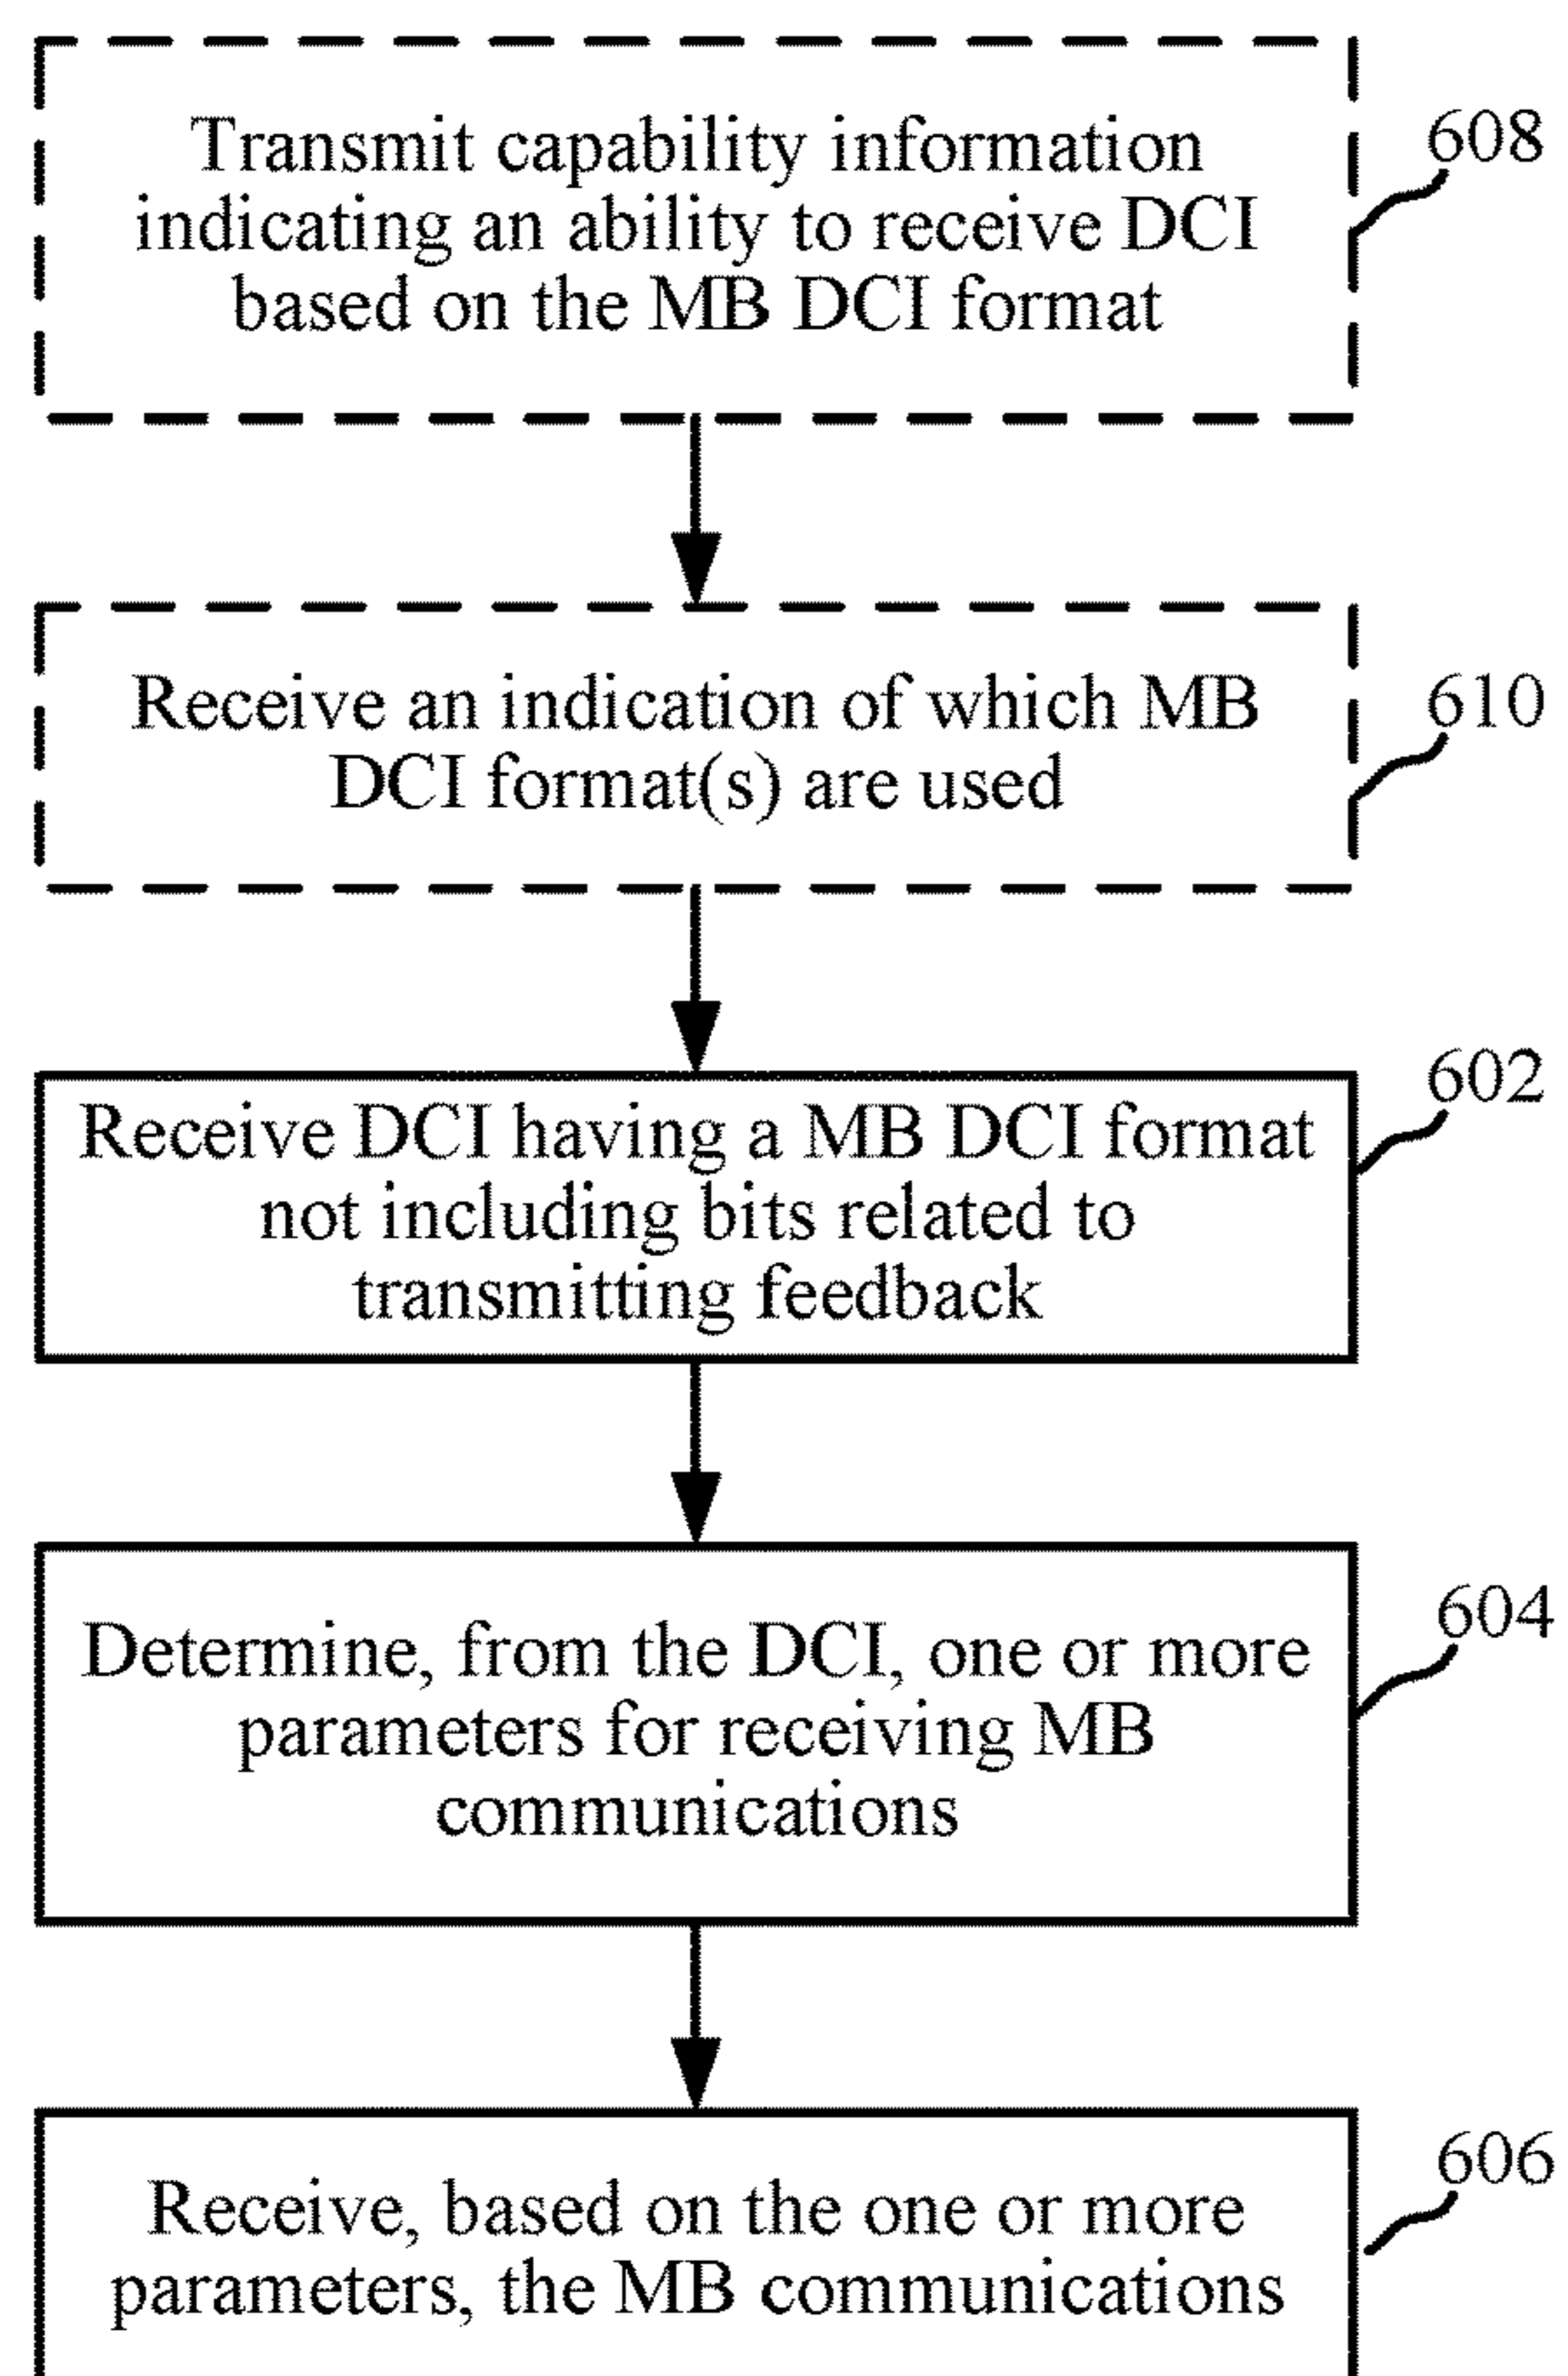 Transmit capability information
indicating an ability to receive DCI
based on the MB DCI format
608
Receive an indication of which MB
DCI format(s) are used
610
Receive DCI having a MB DCI format
not including bits related to
transmitting feedback
602
Determine, from the DCI, one or more
parameters for receiving MB
communications
604
Receive, based on the one or more
parameters, the MB communications
606